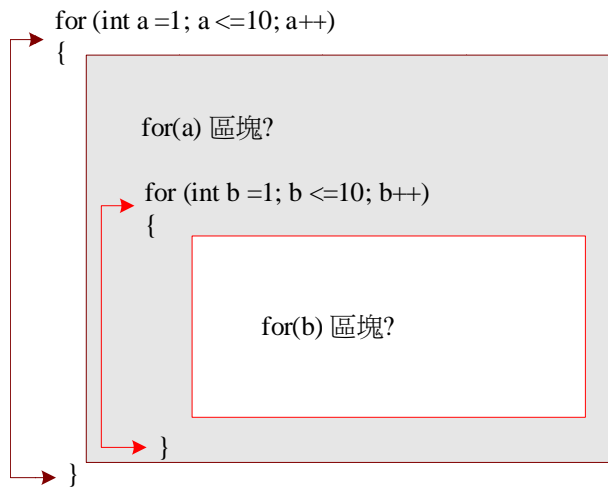 for (int a =1; a <=10; a++)
{
for(a) 區塊?
for (int b =1; b <=10; b++)
{
for(b) 區塊?
}
}